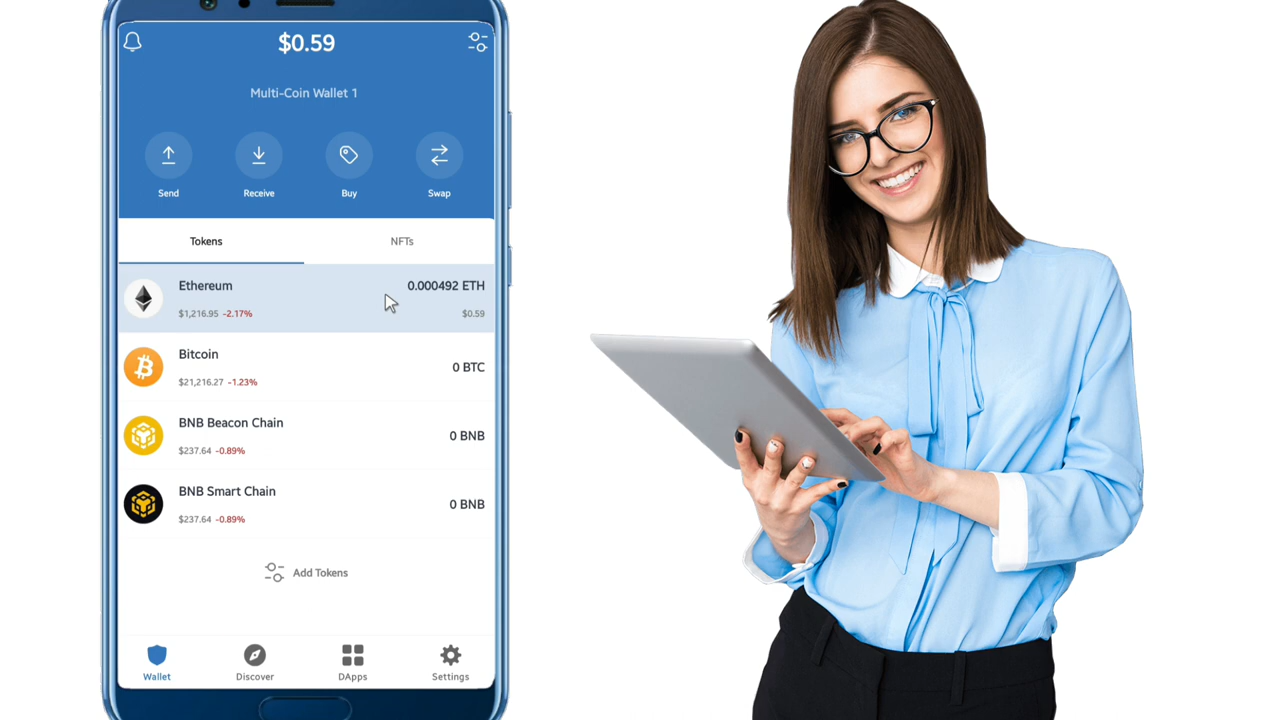 $0.59
Multi-Coin Wallet 1
Send Receive Buy Swap
Tokens NFTs
Ethereum 0.000492 ETH
$1,216.95 -2.17% $0.59
Bitcoin 0 BTC
$21,216.27 -1.23%
BNB Beacon Chain 0 BNB
$237.64 -0.89%
BNB Smart Chain 0 BNB
$237.64 -0.89%
Add Tokens
Wallet Discover DApps Settings